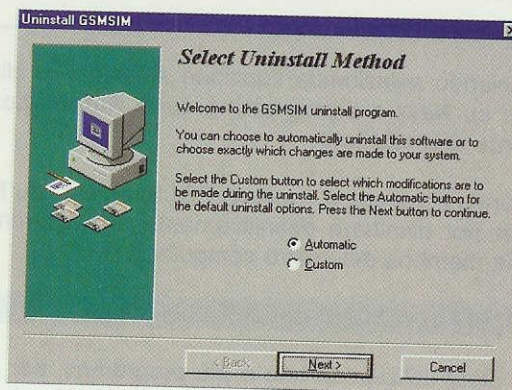 Uninstall GSMSIM
Select Uninstall Method
Welcome to the GSMSIM uninstall program.
You can choose to automatically uninstall this software or to
choose exactly which changes are made to your system.
Select the Custom button to select which modifications are to
be made during the uninstall. Select the Automatic button for
the default uninstall options. Press the Next button to continue.
Automatic
Custom
< Back
Next >
Cancel